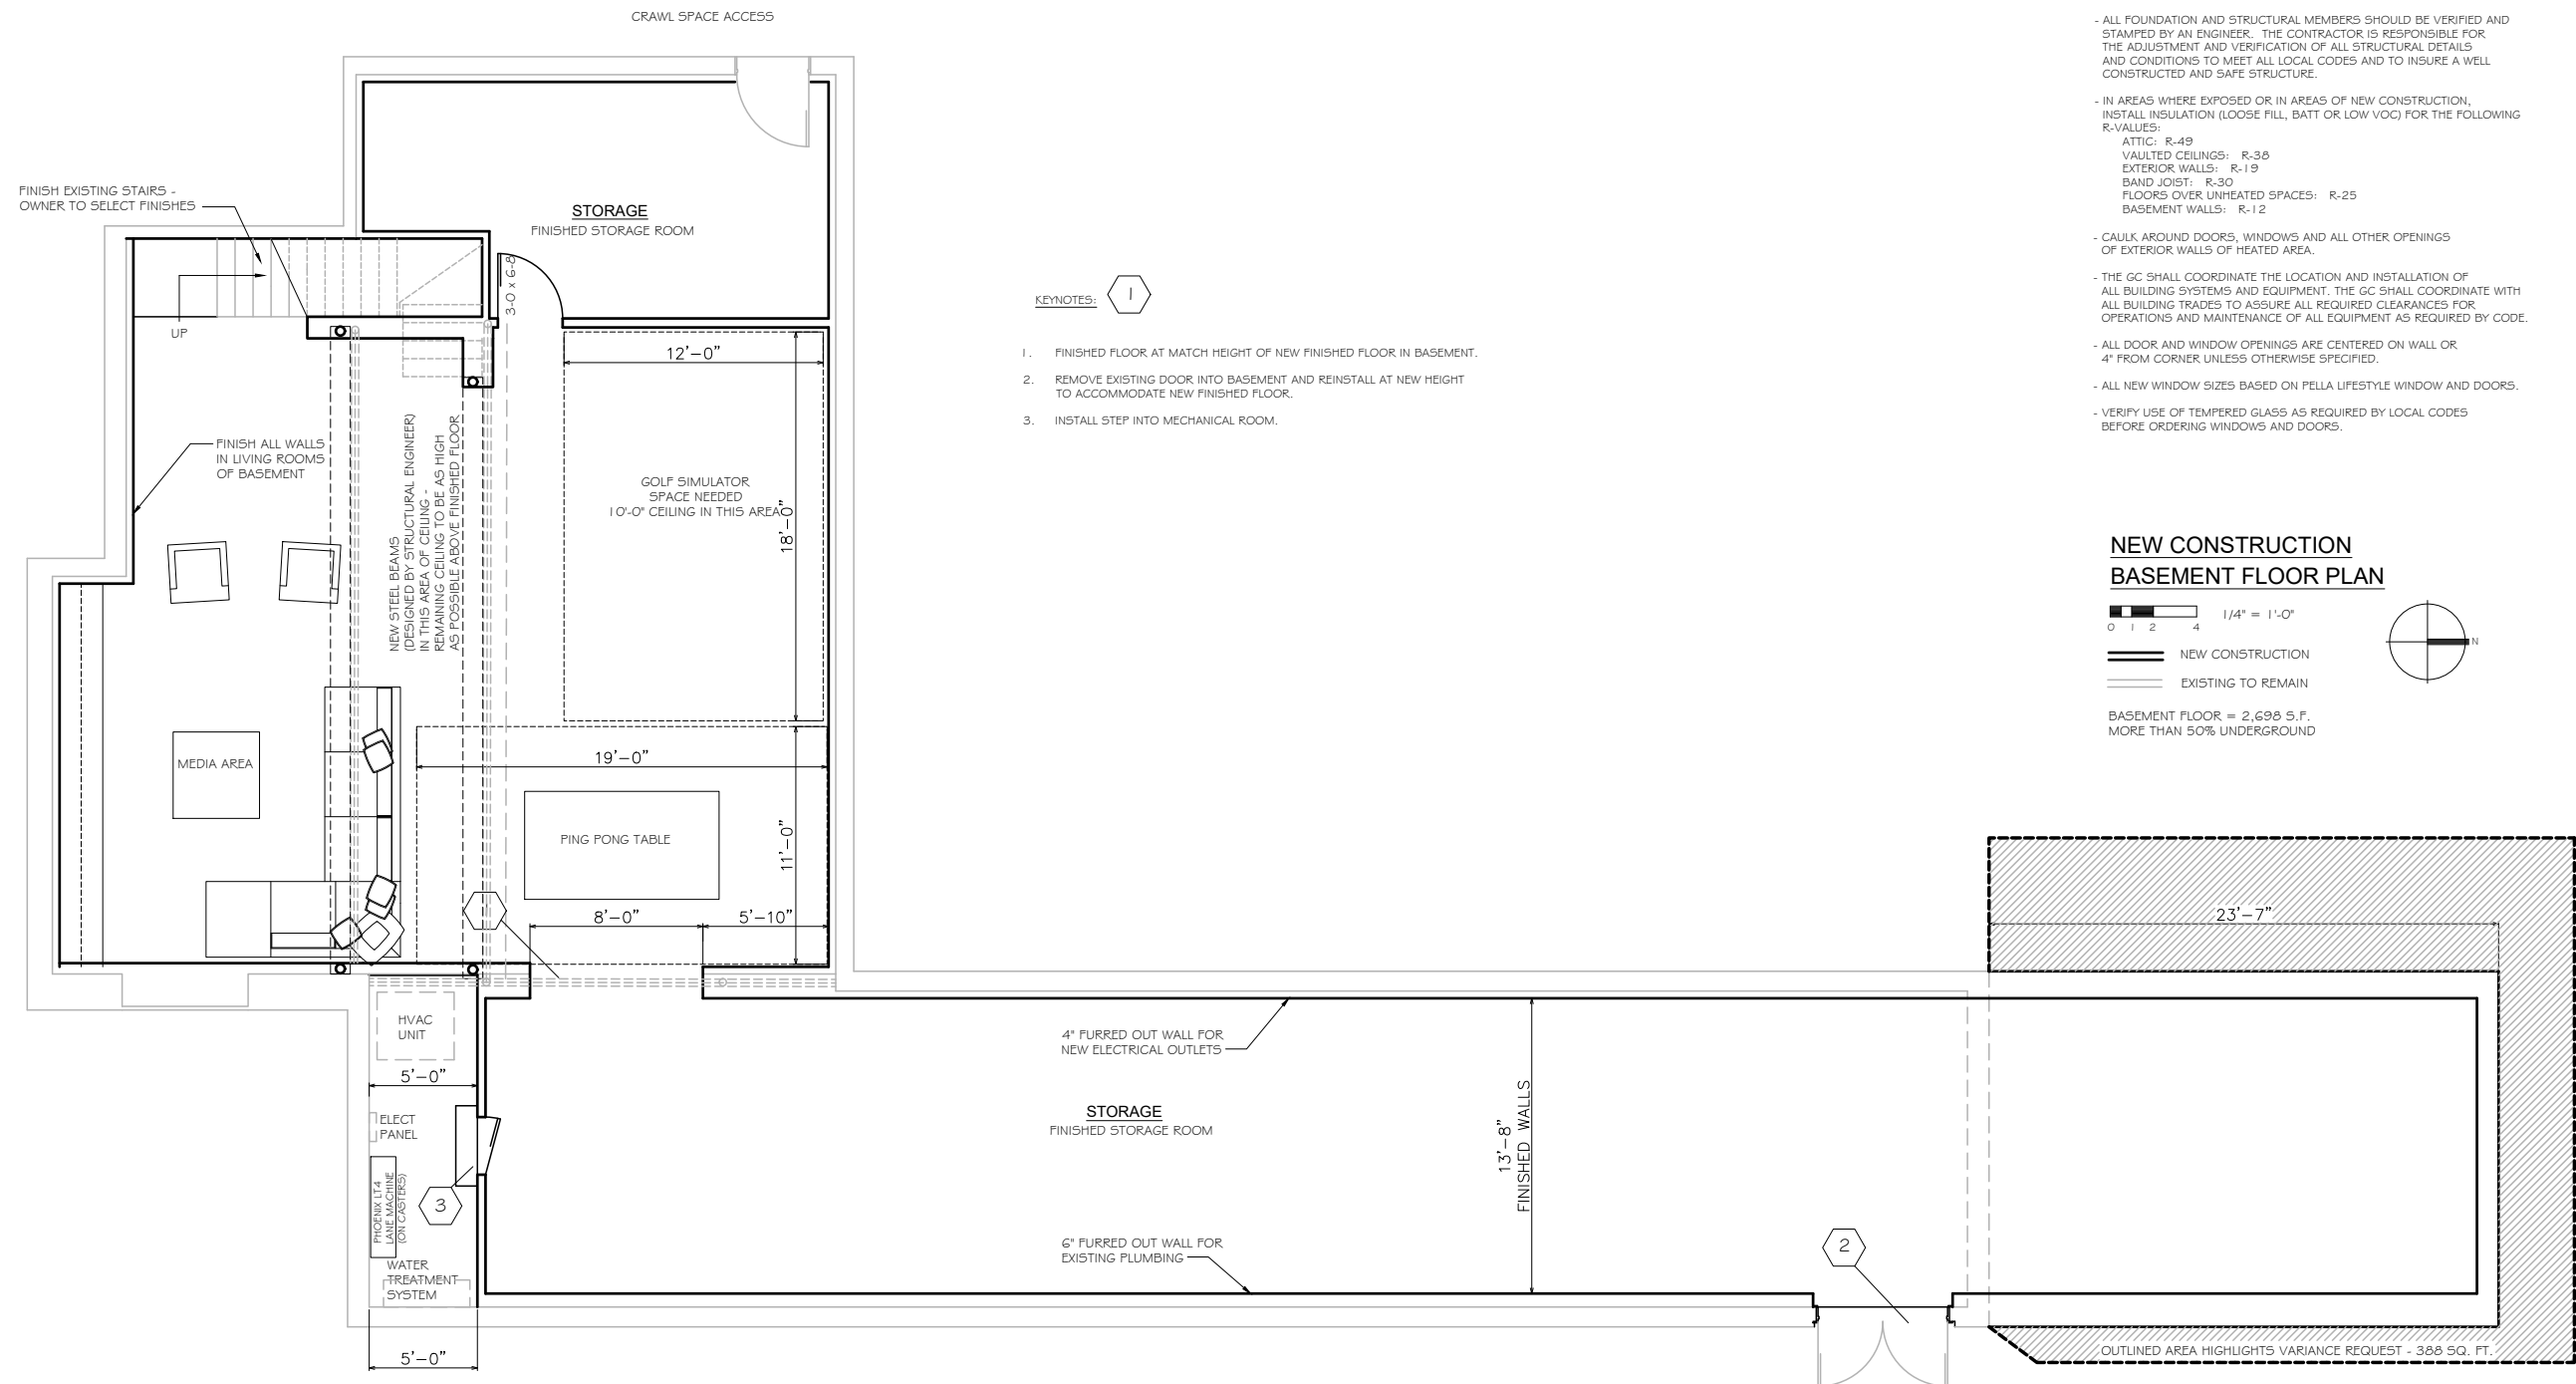 CRAWL SPACE ACCESS
STORAGE
FINISHED STORAGE ROOM
FINISH EXISTING STAIRS -
OWNER TO SELECT FINISHES
UP
3-0 x 6-8
12'-0"
FINISH ALL WALLS
IN LIVING ROOMS
OF BASEMENT
NEW STEEL BEAMS
(DESIGNED BY STRUCTURAL ENGINEER)
IN THIS AREA OF CEILING -
REMAINING CEILING TO BE AS HIGH
AS POSSIBLE ABOVE FINISHED FLOOR
GOLF SIMULATOR
SPACE NEEDED
10'-0" CEILING IN THIS AREA
18'-0"
MEDIA AREA
19'-0"
PING PONG TABLE
11'-0"
8'-0"
5'-10"
HVAC
UNIT
5'-0"
ELECT
PANEL
PHOENIX LT4
LANE MACHINE
(ON CASTERS)
3
WATER
TREATMENT
SYSTEM
5'-0"
4" FURRED OUT WALL FOR
NEW ELECTRICAL OUTLETS
STORAGE
FINISHED STORAGE ROOM
6" FURRED OUT WALL FOR
EXISTING PLUMBING
13'-8"
FINISHED WALLS
2
23'-7"
OUTLINED AREA HIGHLIGHTS VARIANCE REQUEST - 388 SQ. FT.
KEYNOTES:
1
1. FINISHED FLOOR AT MATCH HEIGHT OF NEW FINISHED FLOOR IN BASEMENT.
2. REMOVE EXISTING DOOR INTO BASEMENT AND REINSTALL AT NEW HEIGHT
TO ACCOMMODATE NEW FINISHED FLOOR.
3. INSTALL STEP INTO MECHANICAL ROOM.
- ALL FOUNDATION AND STRUCTURAL MEMBERS SHOULD BE VERIFIED AND
STAMPED BY AN ENGINEER. THE CONTRACTOR IS RESPONSIBLE FOR
THE ADJUSTMENT AND VERIFICATION OF ALL STRUCTURAL DETAILS
AND CONDITIONS TO MEET ALL LOCAL CODES AND TO INSURE A WELL
CONSTRUCTED AND SAFE STRUCTURE.
- IN AREAS WHERE EXPOSED OR IN AREAS OF NEW CONSTRUCTION,
INSTALL INSULATION (LOOSE FILL, BATT OR LOW VOC) FOR THE FOLLOWING
R-VALUES:
ATTIC: R-49
VAULTED CEILINGS: R-38
EXTERIOR WALLS: R-19
BAND JOIST: R-30
FLOORS OVER UNHEATED SPACES: R-25
BASEMENT WALLS: R-12
- CAULK AROUND DOORS, WINDOWS AND ALL OTHER OPENINGS
OF EXTERIOR WALLS OF HEATED AREA.
- THE GC SHALL COORDINATE THE LOCATION AND INSTALLATION OF
ALL BUILDING SYSTEMS AND EQUIPMENT. THE GC SHALL COORDINATE WITH
ALL BUILDING TRADES TO ASSURE ALL REQUIRED CLEARANCES FOR
OPERATIONS AND MAINTENANCE OF ALL EQUIPMENT AS REQUIRED BY CODE.
- ALL DOOR AND WINDOW OPENINGS ARE CENTERED ON WALL OR
4" FROM CORNER UNLESS OTHERWISE SPECIFIED.
- ALL NEW WINDOW SIZES BASED ON PELLA LIFESTYLE WINDOW AND DOORS.
- VERIFY USE OF TEMPERED GLASS AS REQUIRED BY LOCAL CODES
BEFORE ORDERING WINDOWS AND DOORS.
NEW CONSTRUCTION
BASEMENT FLOOR PLAN
1/4" = 1'-0"
0 1 2 4
N
NEW CONSTRUCTION
EXISTING TO REMAIN
BASEMENT FLOOR = 2,698 S.F.
MORE THAN 50% UNDERGROUND